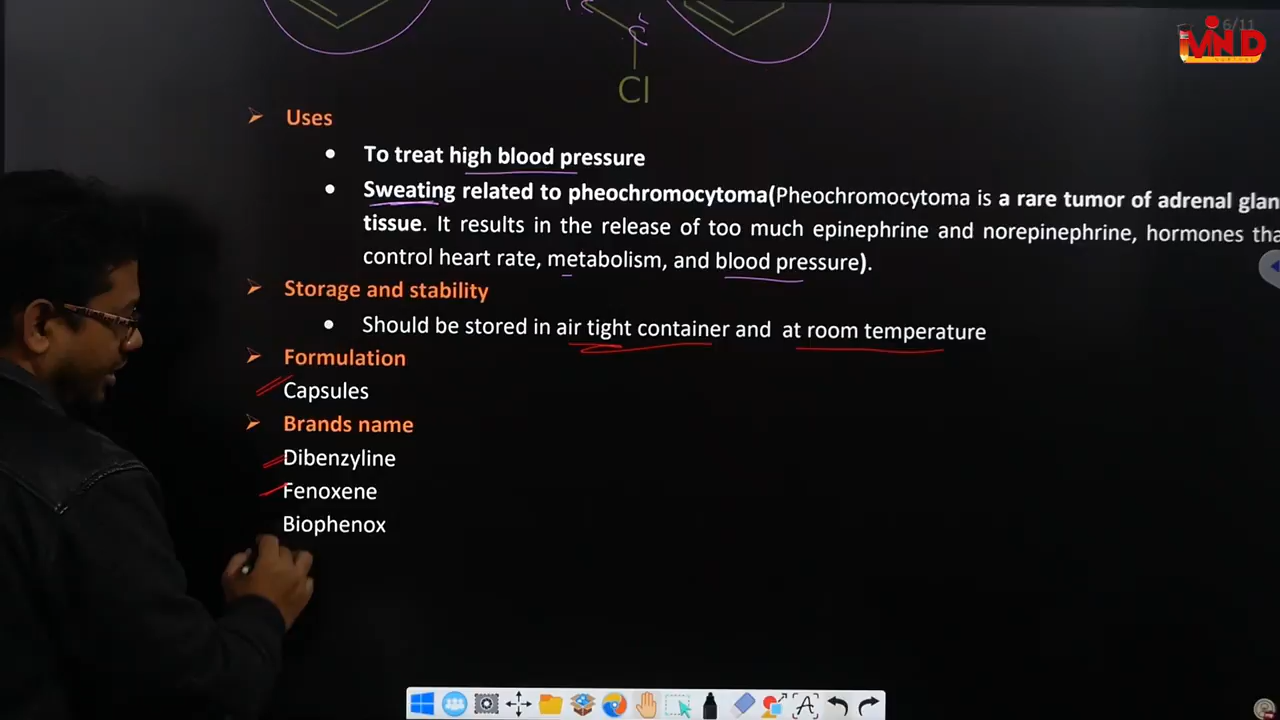 6/11
MIND
Cl
Uses
To treat high blood pressure
Sweating related to pheochromocytoma(Pheochromocytoma is a rare tumor of adrenal glan
tissue. It results in the release of too much epinephrine and norepinephrine, hormones tha
control heart rate, metabolism, and blood pressure).
Storage and stability
Should be stored in air tight container and at room temperature
Formulation
Capsules
Brands name
Dibenzyline
Fenoxene
Biophenox